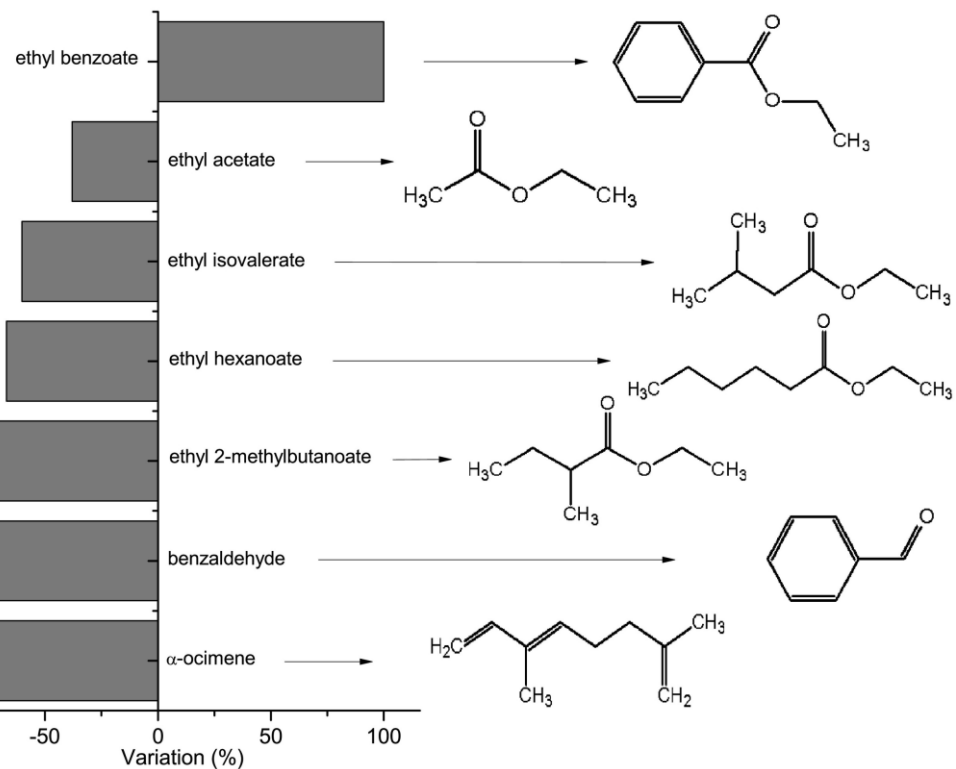 ethyl benzoate
O
O
CH3
ethyl acetate
O
H3C
O
CH3
ethyl isovalerate
CH3
O
H3C
O
CH3
ethyl hexanoate
O
H3C
O
CH3
ethyl 2-methylbutanoate
O
H3C
O
CH3
CH3
benzaldehyde
O
α-ocimene
H2C
CH3
CH3
CH2
-50 0 50 100
Variation (%)